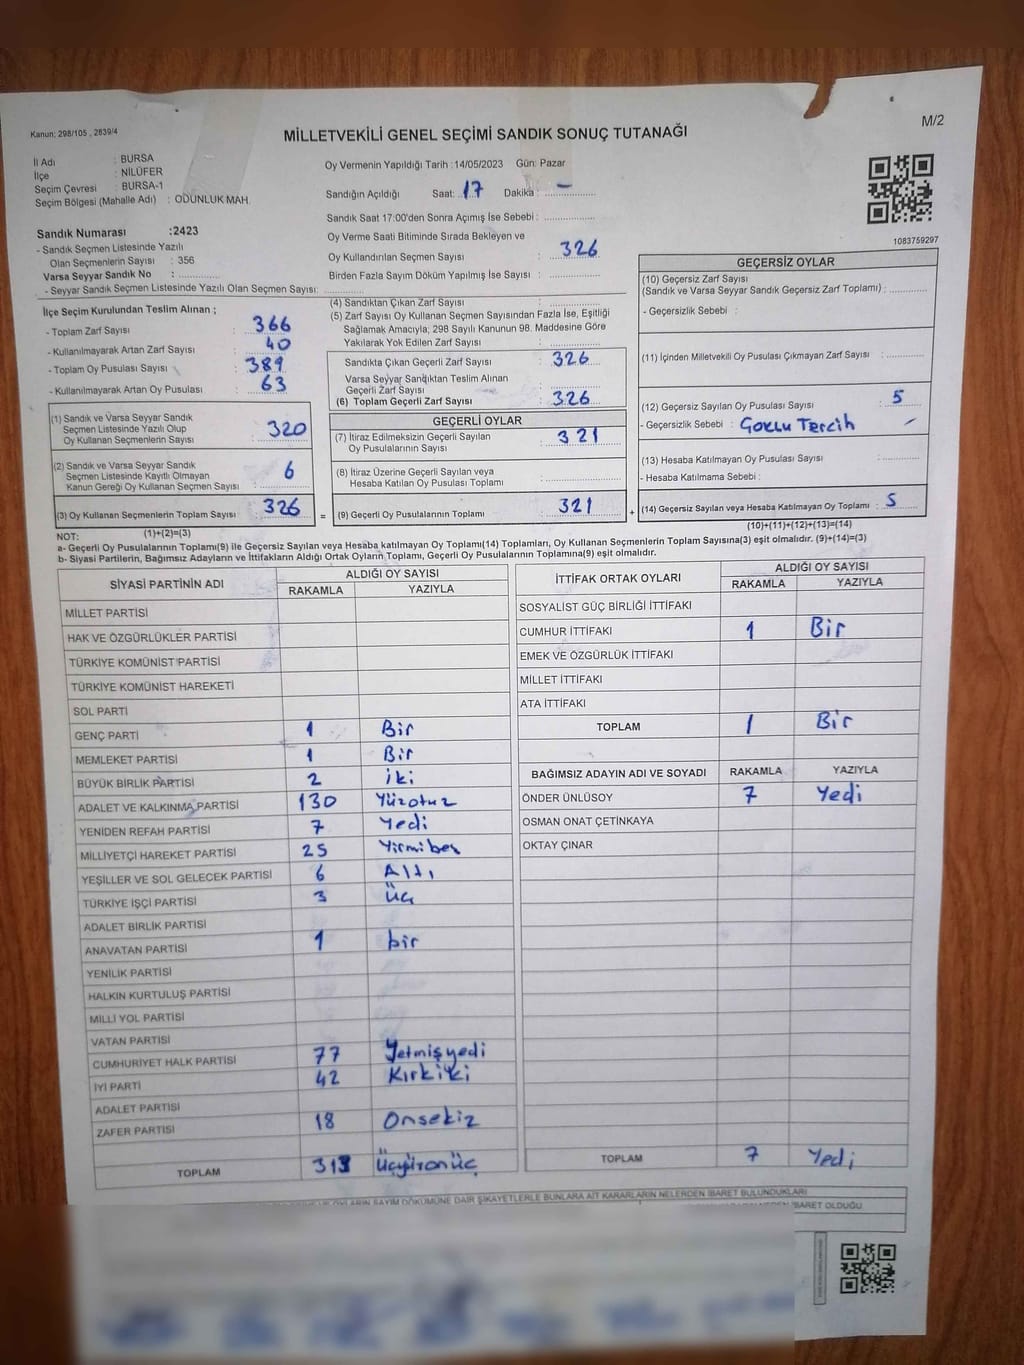 Kanun: 298/105 , 2839/4
MİLLETVEKİLİ GENEL SEÇİMİ SANDIK SONUÇ TUTANAĞI
M/2
İl Adı : BURSA
İlçe : NİLÜFER
Seçim Çevresi : BURSA-1
Seçim Bölgesi (Mahalle Adı) : ODUNLUK MAH.
Sandık Numarası :2423
- Sandık Seçmen Listesinde Yazılı
Olan Seçmenlerin Sayısı : 356
Varsa Seyyar Sandık No :
- Seyyar Sandık Seçmen Listesinde Yazılı Olan Seçmen Sayısı:
Oy Vermenin Yapıldığı Tarih :14/05/2023 Gün: Pazar
Sandığın Açıldığı Saat: 17 Dakika : –
Sandık Saat 17:00'den Sonra Açımış İse Sebebi :
Oy Verme Saati Bitiminde Sırada Bekleyen ve
Oy Kullandırılan Seçmen Sayısı : 326
Birden Fazla Sayım Döküm Yapılmış İse Sayısı :
1083759297
İlçe Seçim Kurulundan Teslim Alınan ;
- Toplam Zarf Sayısı : 366
- Kullanılmayarak Artan Zarf Sayısı : 40
- Toplam Oy Pusulası Sayısı : 389
- Kullanılmayarak Artan Oy Pusulası : 63
(1) Sandık ve Varsa Seyyar Sandık
Seçmen Listesinde Yazılı Olup
Oy Kullanan Seçmenlerin Sayısı : 320
(2) Sandık ve Varsa Seyyar Sandık
Seçmen Listesinde Kayıtlı Olmayan
Kanun Gereği Oy Kullanan Seçmen Sayısı : 6
(3) Oy Kullanan Seçmenlerin Toplam Sayısı : 326 =
(1)+(2)=(3)
(4) Sandıktan Çıkan Zarf Sayısı :
(5) Zarf Sayısı Oy Kullanan Seçmen Sayısından Fazla İse, Eşitliği
Sağlamak Amacıyla; 298 Sayılı Kanunun 98. Maddesine Göre
Yakılarak Yok Edilen Zarf Sayısı :
Sandıkta Çıkan Geçerli Zarf Sayısı : 326
Varsa Seyyar Sandıktan Teslim Alınan
Geçerli Zarf Sayısı :
(6) Toplam Geçerli Zarf Sayısı : 326
GEÇERLİ OYLAR
(7) İtiraz Edilmeksizin Geçerli Sayılan
Oy Pusulalarının Sayısı : 321
(8) İtiraz Üzerine Geçerli Sayılan veya
Hesaba Katılan Oy Pusulası Toplamı :
(9) Geçerli Oy Pusulalarının Toplamı : 321 +
GEÇERSİZ OYLAR
(10) Geçersiz Zarf Sayısı
(Sandık ve Varsa Seyyar Sandık Geçersiz Zarf Toplamı) :
- Geçersizlik Sebebi :
(11) İçinden Milletvekili Oy Pusulası Çıkmayan Zarf Sayısı :
(12) Geçersiz Sayılan Oy Pusulası Sayısı : 5
- Geçersizlik Sebebi : Goklu Tercih
(13) Hesaba Katılmayan Oy Pusulası Sayısı :
- Hesaba Katılmama Sebebi :
(14) Geçersiz Sayılan veya Hesaba Katılmayan Oy Toplamı : 5
(10)+(11)+(12)+(13)=(14)
NOT:
a- Geçerli Oy Pusulalarının Toplamı(9) ile Geçersiz Sayılan veya Hesaba katılmayan Oy Toplamı(14) Toplamları, Oy Kullanan Seçmenlerin Toplam Sayısına(3) eşit olmalıdır. (9)+(14)=(3)
b- Siyasi Partilerin, Bağımsız Adayların ve İttifakların Aldığı Ortak Oyların Toplamı, Geçerli Oy Pusulalarının Toplamına(9) eşit olmalıdır.
SİYASİ PARTİNİN ADI ALDIĞI OY SAYISI
RAKAMLA YAZIYLA
MİLLET PARTİSİ
HAK VE ÖZGÜRLÜKLER PARTİSİ
TÜRKİYE KOMÜNİST PARTİSİ
TÜRKİYE KOMÜNİST HAREKETİ
SOL PARTİ
GENÇ PARTİ 1 Bir
MEMLEKET PARTİSİ 1 Bir
BÜYÜK BİRLİK PARTİSİ 2 iki
ADALET VE KALKINMA PARTİSİ 130 Yüzotuz
YENİDEN REFAH PARTİSİ 7 Yedi
MİLLİYETÇİ HAREKET PARTİSİ 25 Yirmibes
YEŞİLLER VE SOL GELECEK PARTİSİ 6 Altı
TÜRKİYE İŞÇİ PARTİSİ 3 Üç
ADALET BİRLİK PARTİSİ
ANAVATAN PARTİSİ 1 bir
YENİLİK PARTİSİ
HALKIN KURTULUŞ PARTİSİ
MİLLİ YOL PARTİSİ
VATAN PARTİSİ
CUMHURİYET HALK PARTİSİ 77 Yetmişyedi
İYİ PARTİ 42 Kırkiki
ADALET PARTİSİ
ZAFER PARTİSİ 18 Onsekiz
TOPLAM 313 Üçyüzonüç
İTTİFAK ORTAK OYLARI ALDIĞI OY SAYISI
RAKAMLA YAZIYLA
SOSYALİST GÜÇ BİRLİĞİ İTTİFAKI
CUMHUR İTTİFAKI 1 Bir
EMEK VE ÖZGÜRLÜK İTTİFAKI
MİLLET İTTİFAKI
ATA İTTİFAKI
TOPLAM 1 Bir
BAĞIMSIZ ADAYIN ADI VE SOYADI RAKAMLA YAZIYLA
ÖNDER ÜNLÜSOY 7 Yedi
OSMAN ONAT ÇETİNKAYA
OKTAY ÇINAR
TOPLAM 7 Yedi
OYLARIN SAYIM DÖKÜMÜNE DAİR ŞİKAYETLERLE BUNLARA AİT KARARLARIN NELERDEN İBARET BULUNDUKLARI
İBARET OLDUĞU